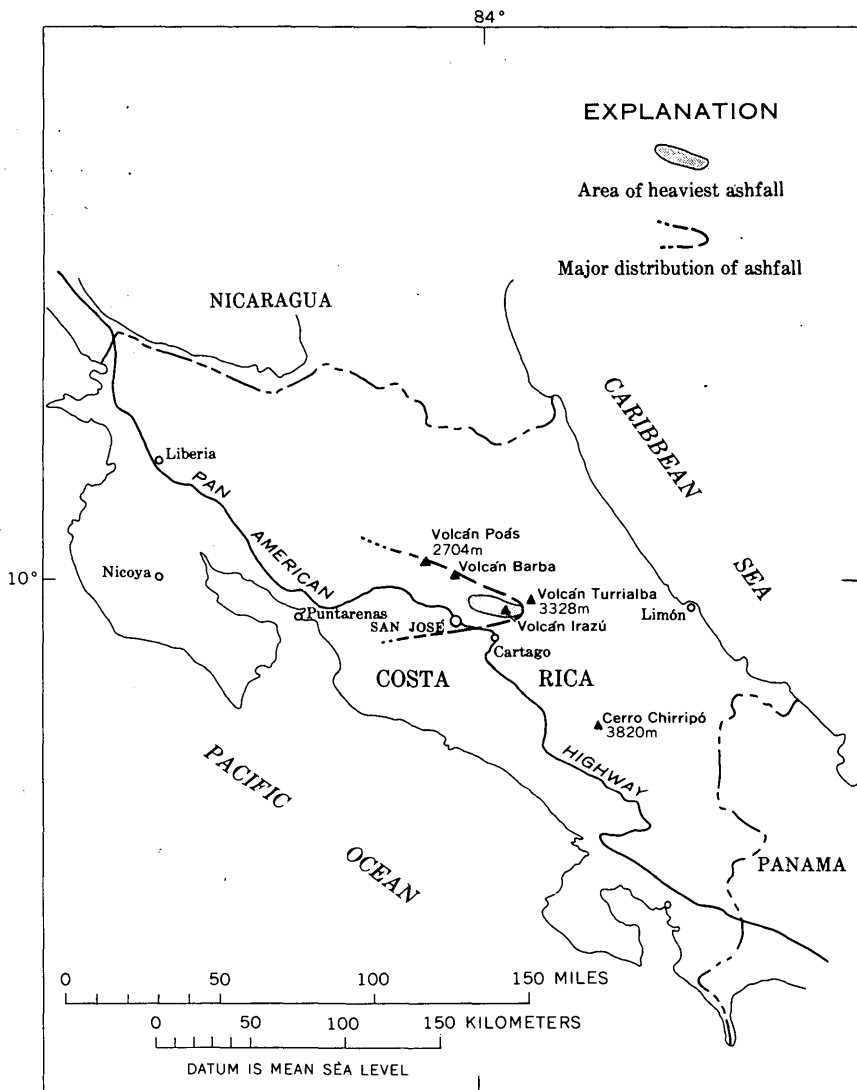 84°
EXPLANATION
Area of heaviest ashfall
Major distribution of ashfall
NICARAGUA
CARIBBEAN
SEA
Liberia
PAN
AMERICAN
Volcán Poás
2704m
Volcán Barba
10°
Nicoya
Volcán Turrialba
3328m
Puntarenas
SAN JOSÉ
Volcán Irazú
Limón
Cartago
COSTA
RICA
Cerro Chirripó
3820m
PACIFIC
HIGHWAY
OCEAN
PANAMA
0 50 100 150 MILES
0 50 100 150 KILOMETERS
DATUM IS MEAN SEA LEVEL